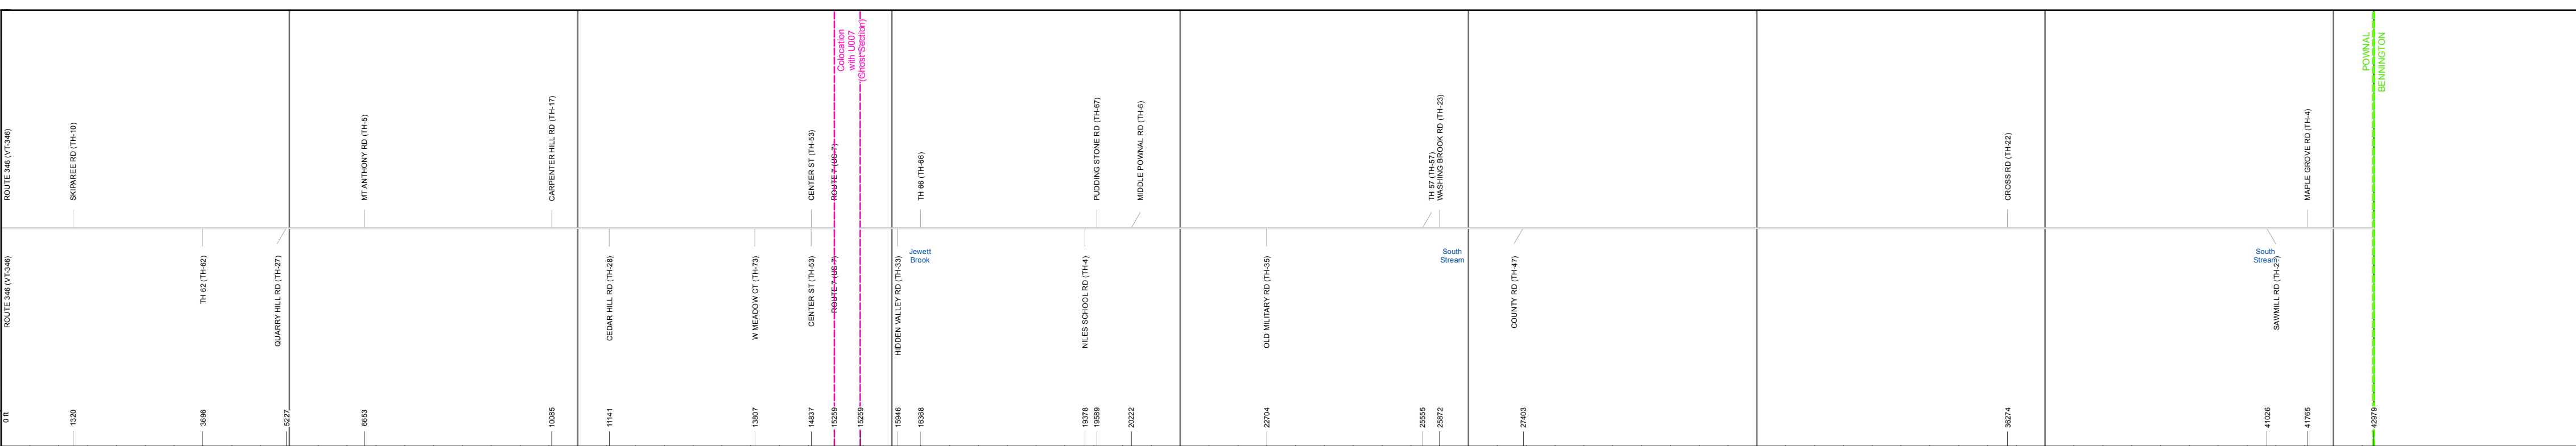 Colocation
with U007
(Ghost Section)
POWNAL
BENNINGTON
ROUTE 346 (VT-346)
SKIPAREE RD (TH-10)
MT ANTHONY RD (TH-5)
CARPENTER HILL RD (TH-17)
CENTER ST (TH-53)
ROUTE 7 (US-7)
TH 66 (TH-66)
PUDDING STONE RD (TH-67)
MIDDLE POWNAL RD (TH-6)
TH 57 (TH-57)
WASHING BROOK RD (TH-23)
CROSS RD (TH-22)
MAPLE GROVE RD (TH-4)
ROUTE 346 (VT-346)
TH 62 (TH-62)
QUARRY HILL RD (TH-27)
CEDAR HILL RD (TH-28)
W MEADOW CT (TH-73)
CENTER ST (TH-53)
ROUTE 7 (US-7)
HIDDEN VALLEY RD (TH-33)
Jewett
Brook
NILES SCHOOL RD (TH-4)
OLD MILITARY RD (TH-35)
South
Stream
COUNTY RD (TH-47)
South
Stream
SAWMILL RD
0 ft
1320
3696
5227
6653
10085
11141
13807
14837
15259
15259
15946
16368
19378
19589
20222
22704
25555
25872
27403
36274
41026
41765
42979